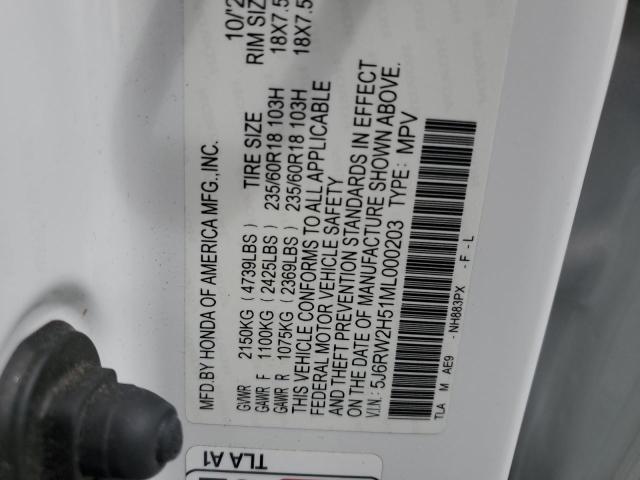 MFD.BY HONDA OF AMERICA MFG.,INC. 10/'2
TIRE SIZE RIM SIZ
GVWR 2150KG (4739LBS)
GAWR F 1100KG (2425LBS) 235/60R18 103H 18X7.5
GAWR R 1075KG (2369LBS) 235/60R18 103H 18X7.5
THIS VEHICLE CONFORMS TO ALL APPLICABLE
FEDERAL MOTOR VEHICLE SAFETY
AND THEFT PREVENTION STANDARDS IN EFFECT
ON THE DATE OF MANUFACTURE SHOWN ABOVE.
V.I.N.: 5J6RW2H51ML000203 TYPE: MPV
TLA M AE9 - NH883PX - F - L
TLA A1